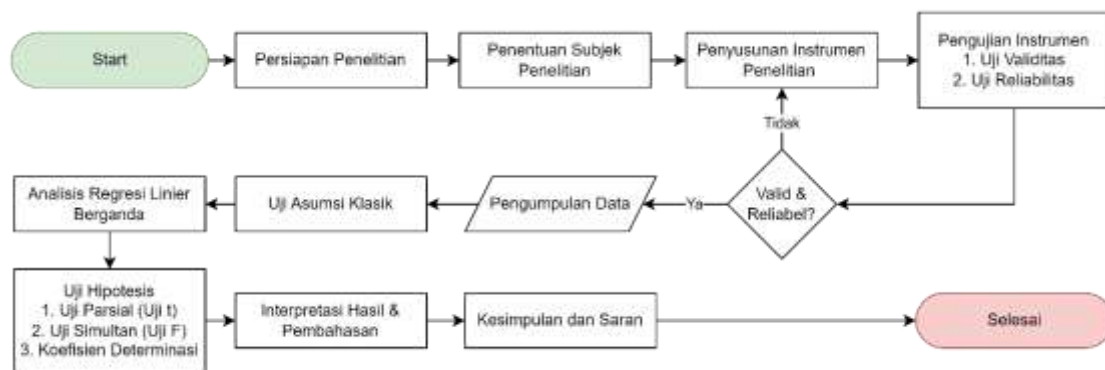 Start
Persiapan Penelitian
Penentuan Subjek
Penelitian
Penyusunan Instrumen
Penelitian
Pengujian Instrumen
1. Uji Validitas
2. Uji Reliabilitas
Tidak
Analisis Regresi Linier
Berganda
Uji Asumsi Klasik
Pengumpulan Data
Ya
Valid &
Reliabel?
Uji Hipotesis
1. Uji Parsial (Uji t)
2. Uji Simultan (Uji F)
3. Koefisien Determinasi
Interpretasi Hasil &
Pembahasan
Kesimpulan dan Saran
Selesai